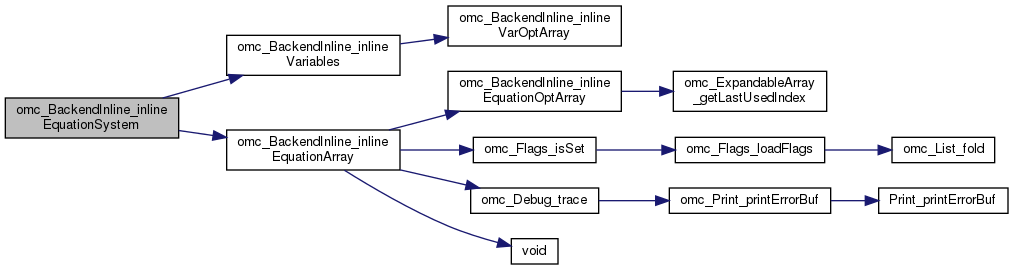 omc_BackendInline_inline
EquationSystem
omc_BackendInline_inline
Variables
omc_BackendInline_inline
VarOptArray
omc_BackendInline_inline
EquationArray
omc_BackendInline_inline
EquationOptArray
omc_ExpandableArray
_getLastUsedIndex
omc_Flags_isSet
omc_Flags_loadFlags
omc_List_fold
omc_Debug_trace
omc_Print_printErrorBuf
Print_printErrorBuf
void